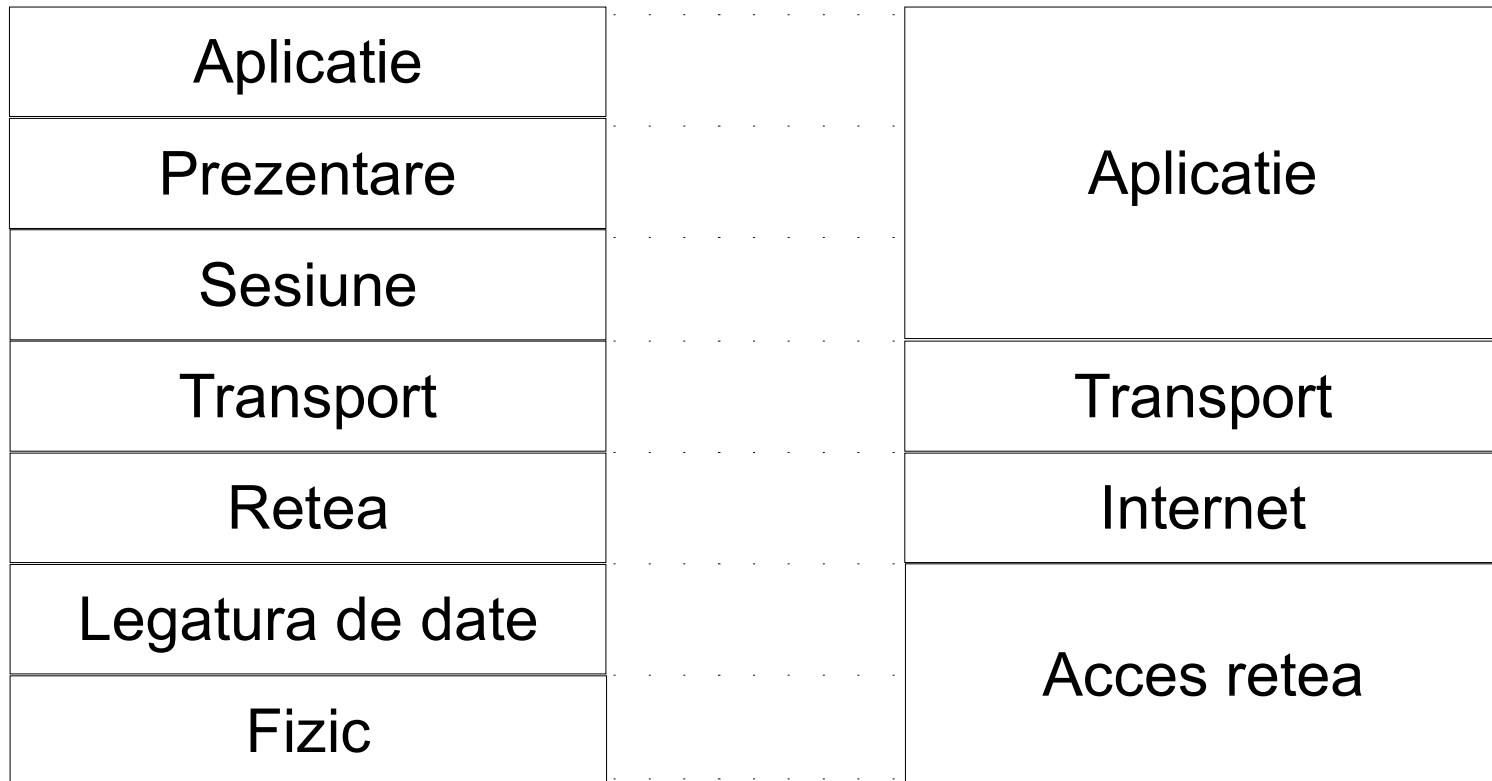 Aplicatie
Prezentare
Sesiune
Transport
Retea
Legatura de date
Fizic
Aplicatie
Transport
Internet
Acces retea